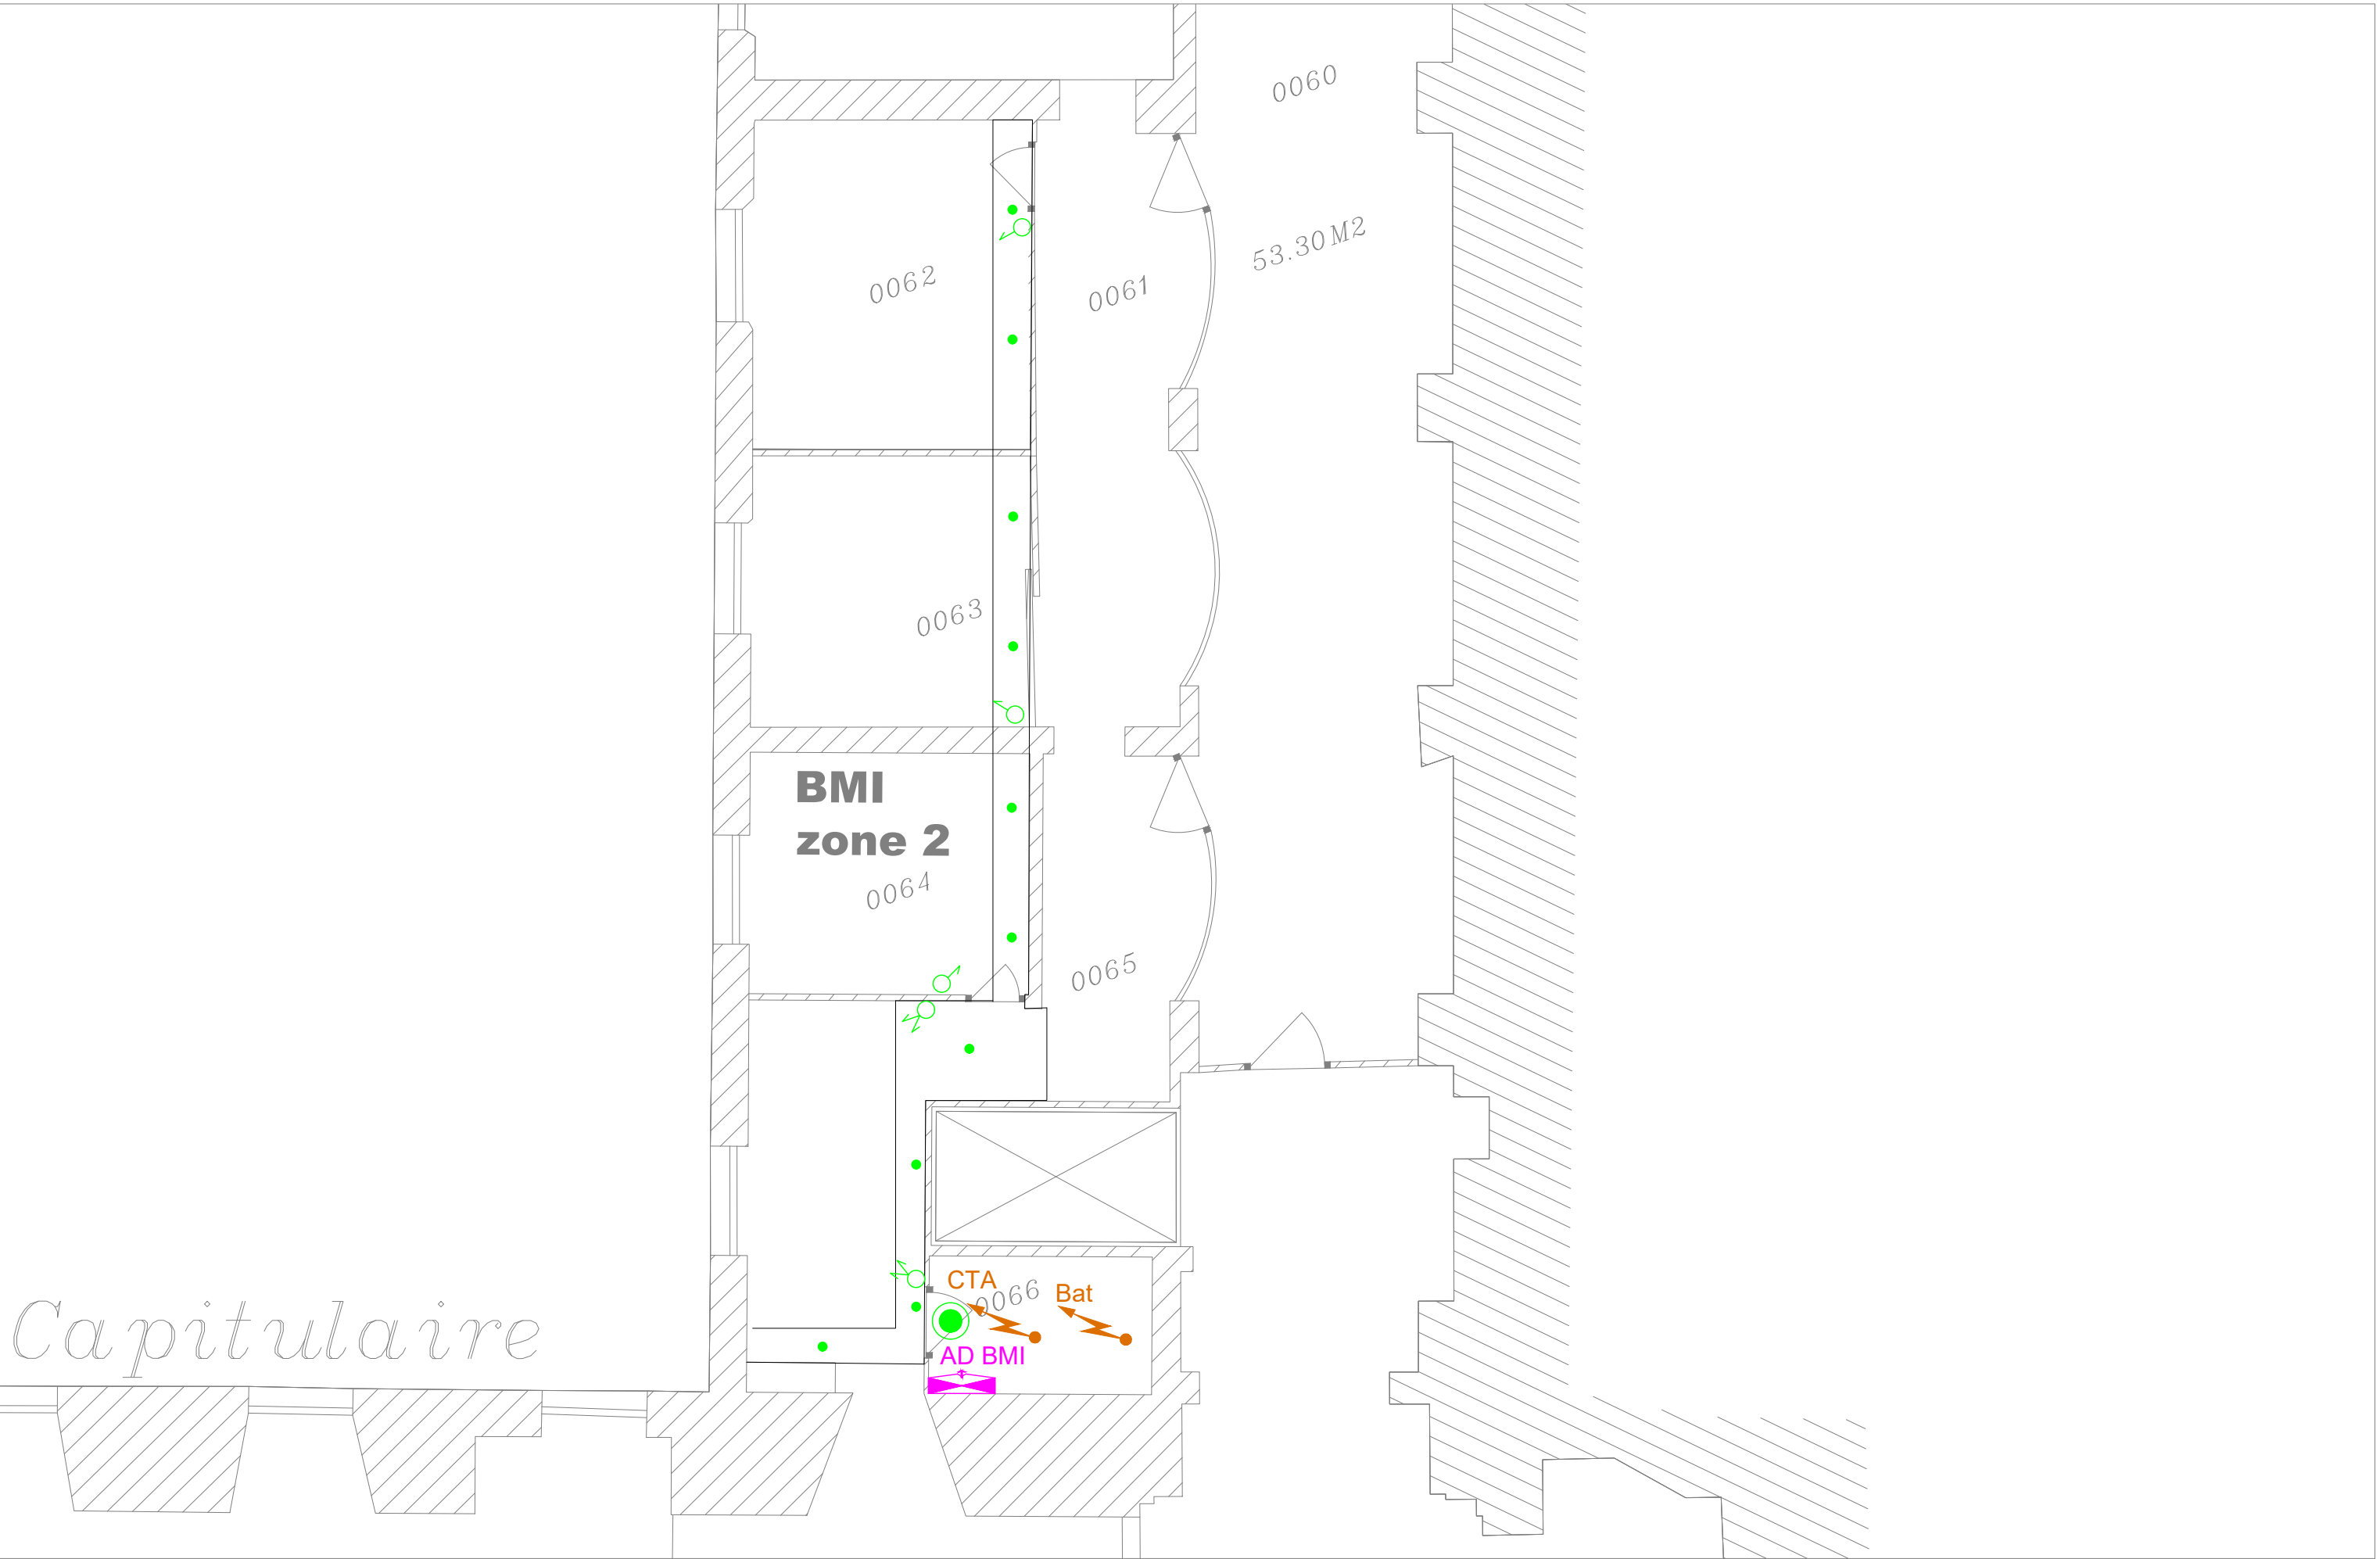 0060
53.30 M2
0062
0061
0063
BMI
zone 2
0064
0065
CTA
0066
Bat
AD BMI
Capitulaire